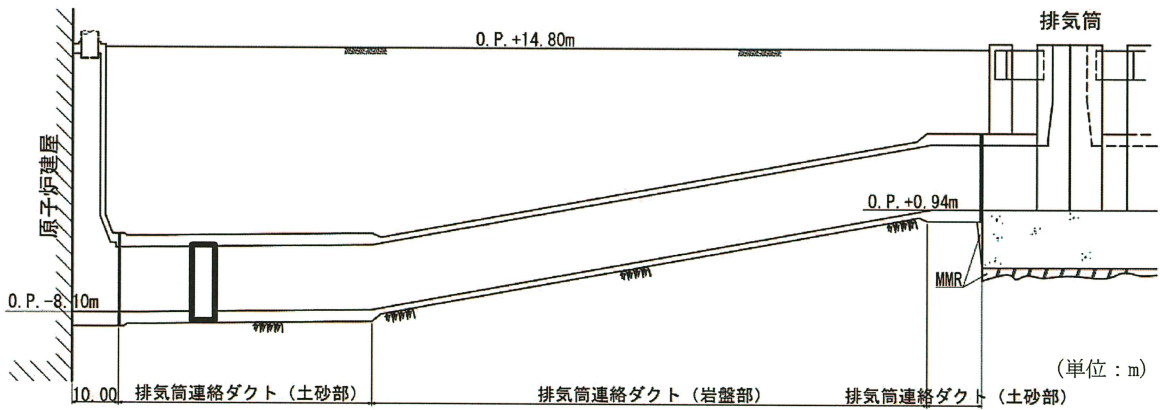 排気筒
O.P.+14.80m
原子炉建屋
O.P.+0.94m
O.P.-8.10m
MMR
(単位：m)
10.00
排気筒連絡ダクト（土砂部）
排気筒連絡ダクト（岩盤部）
排気筒連絡ダクト（土砂部）